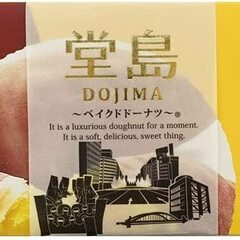 堂島
DOJIMA
～ベイクドドーナツ～®
It is a luxurious doughnut for a moment.
It is a soft, delicious, sweet thing.